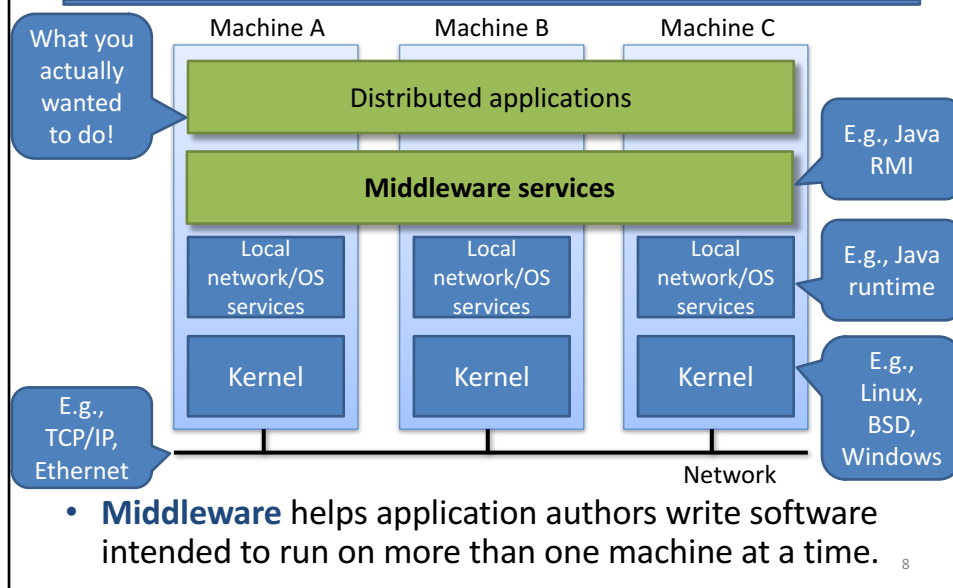 Machine A
Machine B
Machine C
What you
actually
wanted
to do!
Distributed applications
E.g., Java
RMI
Middleware services
Local
network/OS
services
Local
network/OS
services
Local
network/OS
services
E.g., Java
runtime
Kernel
Kernel
Kernel
E.g.,
Linux,
BSD,
Windows
E.g.,
TCP/IP,
Ethernet
Network
• Middleware helps application authors write software
intended to run on more than one machine at a time.
8